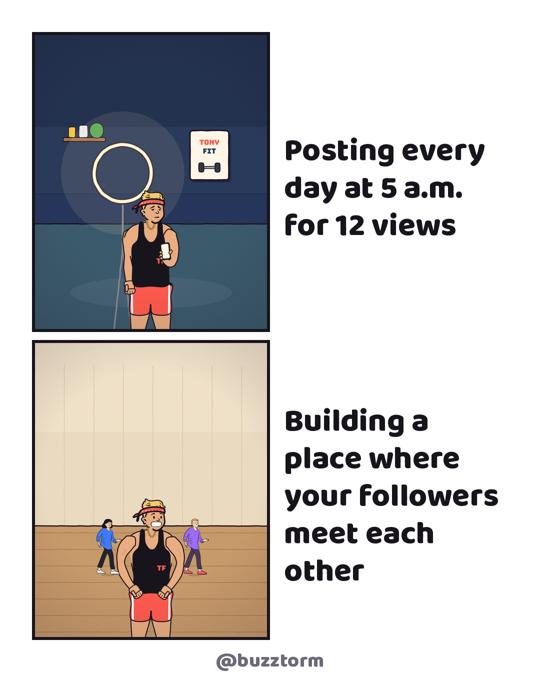 TONY
FIT
Posting every
day at 5 a.m.
for 12 views
TF
Building a
place where
your followers
meet each
other
@buzztorm